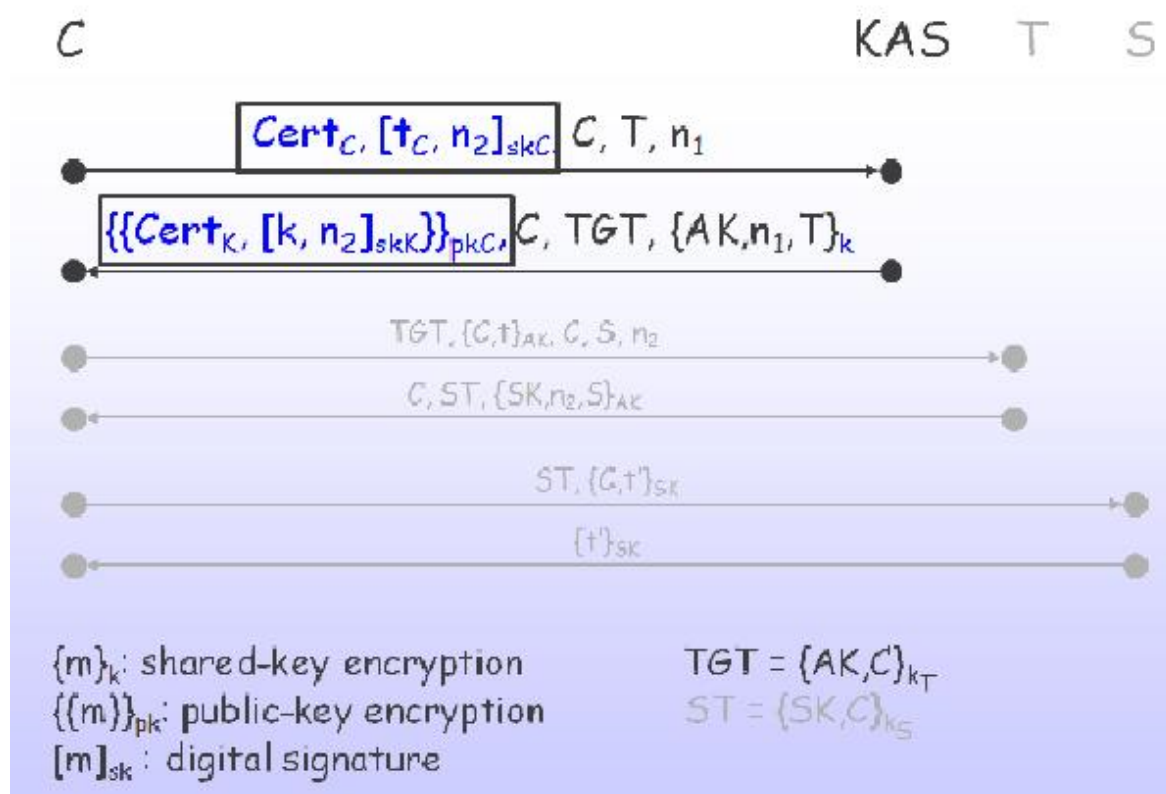 C KAS T S
Cert_C, [t_C, n_2]_skC, C, T, n_1
{{Cert_K, [k, n_2]_skK}}_pkC, C, TGT, {AK,n_1,T}_k
TGT, {C,t}_AK, C, S, n_2
C, ST, {SK,n_2,S}_AK
ST, {C,t'}_SK
{t'}_SK
{m}_k: shared-key encryption TGT = {AK,C}_k_T
{{m}}_pk: public-key encryption ST = {SK,C}_k_S
[m]_sk : digital signature